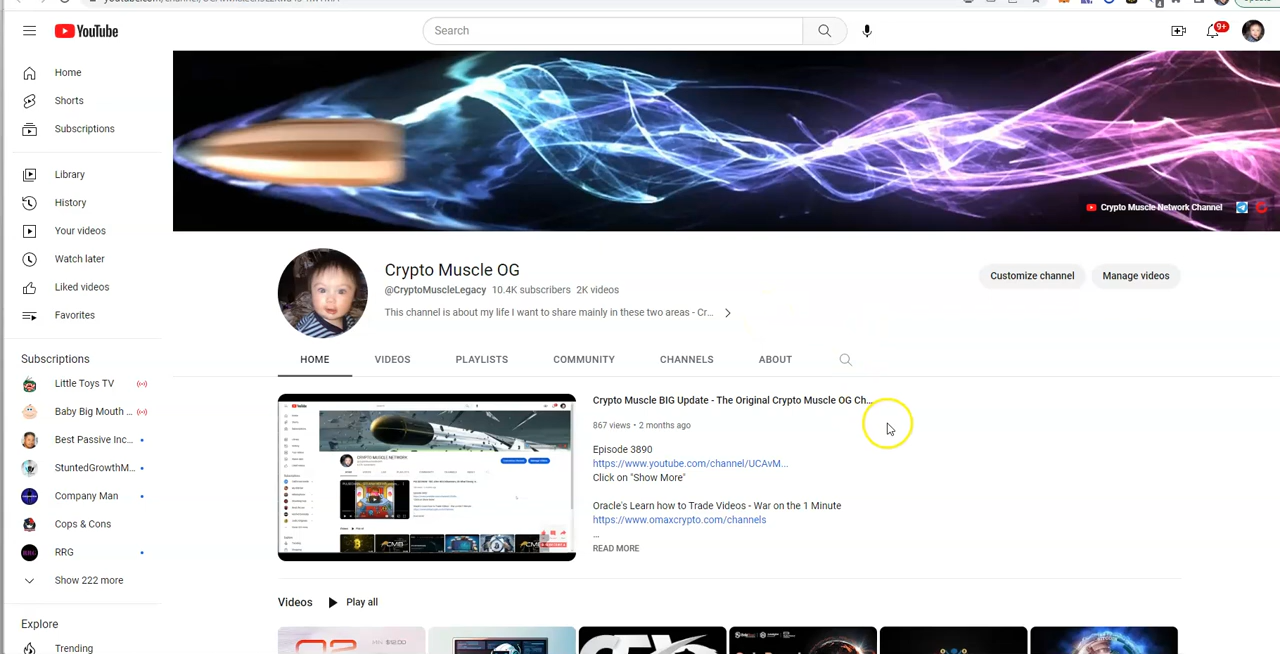 YouTube
Search
9+
Home
Shorts
Subscriptions
Library
History
Your videos
Watch later
Liked videos
Favorites
Subscriptions
Little Toys TV
Baby Big Mouth ...
Best Passive Inc...
StuntedGrowthM...
Company Man
Cops & Cons
RRG
Show 222 more
Explore
Trending
Crypto Muscle Network Channel
Crypto Muscle OG
@CryptoMuscleLegacy 10.4K subscribers 2K videos
This channel is about my life I want to share mainly in these two areas - Cr...
Customize channel
Manage videos
HOME VIDEOS PLAYLISTS COMMUNITY CHANNELS ABOUT
CRYPTO MUSCLE NETWORK
Crypto Muscle BIG Update - The Original Crypto Muscle OG Ch...
867 views • 2 months ago
Episode 3890
https://www.youtube.com/channel/UCAvM...
Click on "Show More"
Oracle's Learn how to Trade Videos - War on the 1 Minute
https://www.omaxcrypto.com/channels
...
READ MORE
Videos Play all